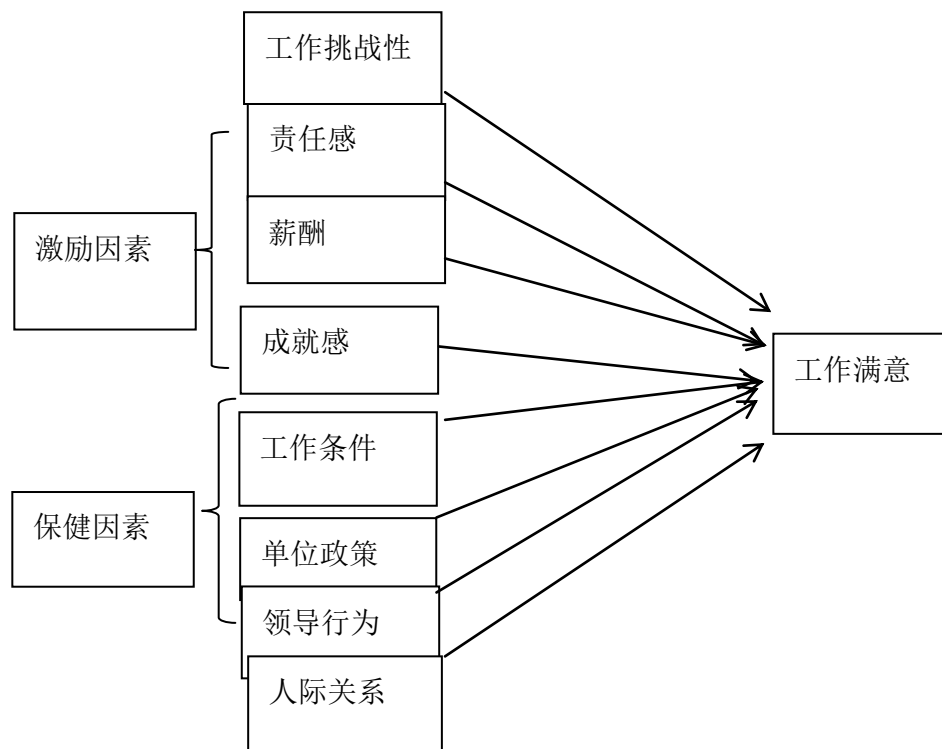 工作挑战性
责任感
薪酬
激励因素
成就感
工作满意
工作条件
保健因素
单位政策
领导行为
人际关系